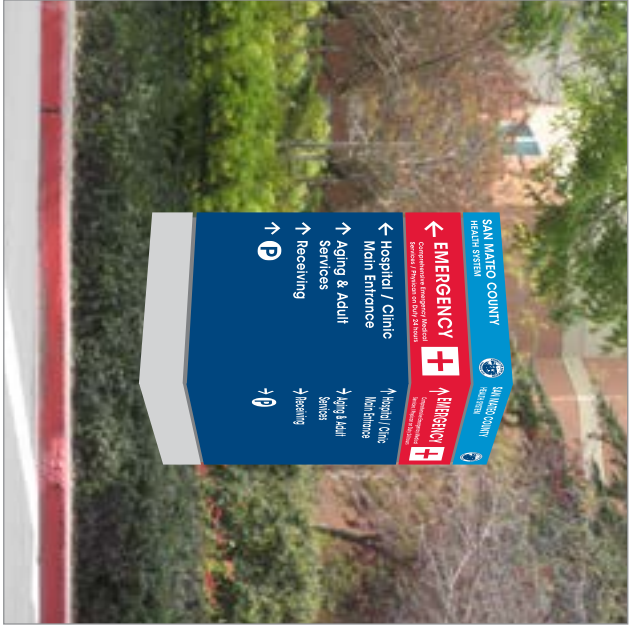 SAN MATEO COUNTY
HEALTH SYSTEM
EMERGENCY
Comprehensive Emergency Medical
Services / Physican on Duty 24 hours
Hospital / Clinic
Main Entrance
Aging & Adult
Services
Receiving
P
SAN MATEO COUNTY
HEALTH SYSTEM
EMERGENCY
Hospital / Clinic
Main Entrance
Aging & Adult
Services
Receiving
P